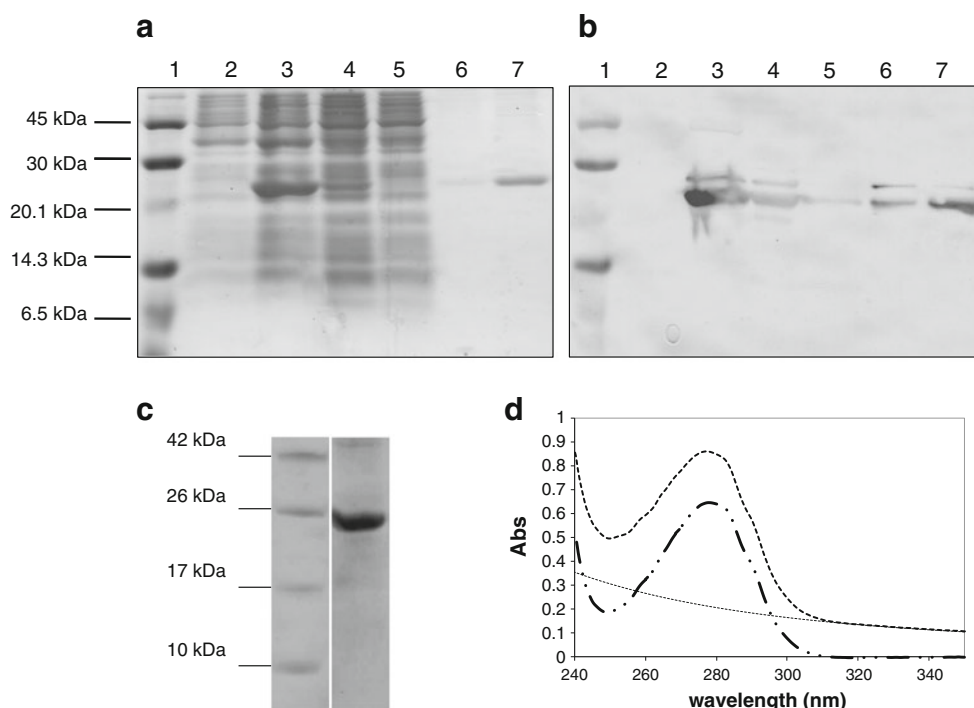 a
1 2 3 4 5 6 7
45 kDa
30 kDa
20.1 kDa
14.3 kDa
6.5 kDa
b
1 2 3 4 5 6 7
c
42 kDa
26 kDa
17 kDa
10 kDa
d
1
0.9
0.8
0.7
0.6
0.5
0.4
0.3
0.2
0.1
0
Abs
240 260 280 300 320 340
wavelength (nm)